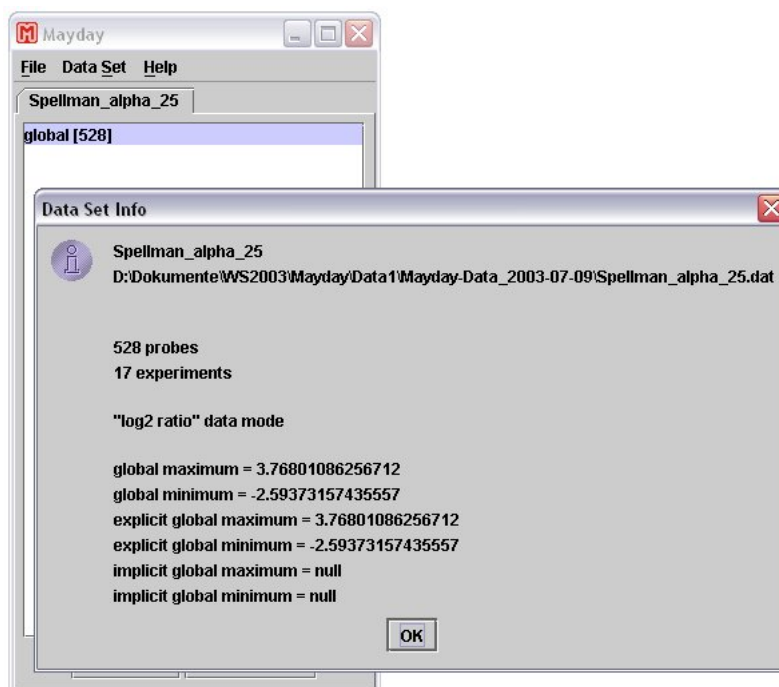 Mayday
File Data Set Help
Spellman_alpha_25
global [528]
Data Set Info
Spellman_alpha_25
D:\Dokumente\WS2003\Mayday\Data1\Mayday-Data_2003-07-09\Spellman_alpha_25.dat
528 probes
17 experiments
"log2 ratio" data mode
global maximum = 3.76801086256712
global minimum = -2.59373157435557
explicit global maximum = 3.76801086256712
explicit global minimum = -2.59373157435557
implicit global maximum = null
implicit global minimum = null
OK